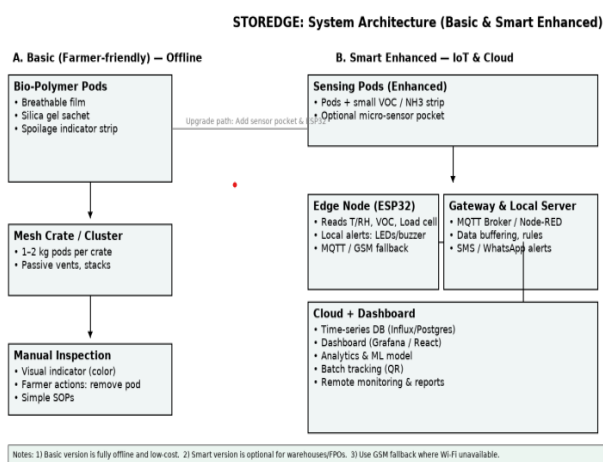 STOREDGE: System Architecture (Basic & Smart Enhanced)
A. Basic (Farmer-friendly) — Offline
B. Smart Enhanced — IoT & Cloud
Bio-Polymer Pods
• Breathable film
• Silica gel sachet
• Spoilage indicator strip
Upgrade path: Add sensor pocket & ESP32
Sensing Pods (Enhanced)
• Pods + small VOC / NH3 strip
• Optional micro-sensor pocket
Mesh Crate / Cluster
• 1–2 kg pods per crate
• Passive vents, stacks
Edge Node (ESP32)
• Reads T/RH, VOC, Load cell
• Local alerts: LEDs/buzzer
• MQTT / GSM fallback
Gateway & Local Server
• MQTT Broker / Node-RED
• Data buffering, rules
• SMS / WhatsApp alerts
Manual Inspection
• Visual indicator (color)
• Farmer actions: remove pod
• Simple SOPs
Cloud + Dashboard
• Time-series DB (Influx/Postgres)
• Dashboard (Grafana / React)
• Analytics & ML model
• Batch tracking (QR)
• Remote monitoring & reports
Notes: 1) Basic version is fully offline and low-cost. 2) Smart version is optional for warehouses/FPOs. 3) Use GSM fallback where Wi-Fi unavailable.